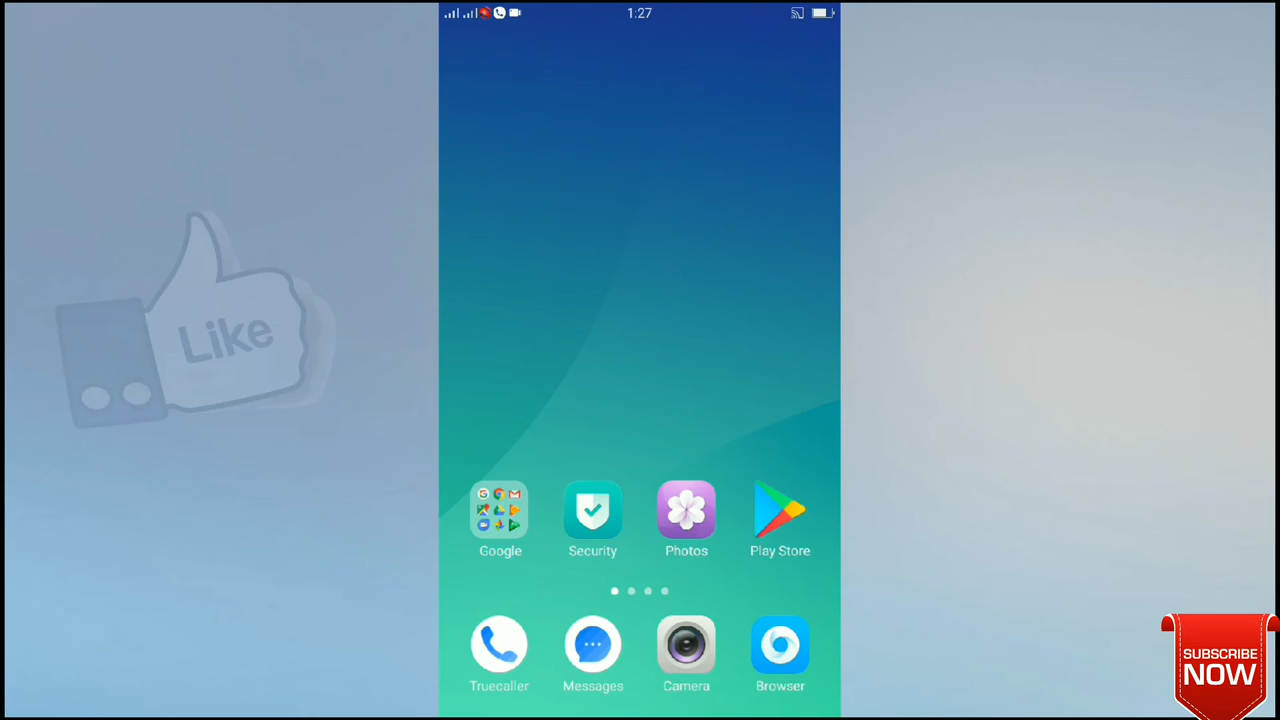 1:27
Like
Google
Security
Photos
Play Store
Truecaller
Messages
Camera
Browser
SUBSCRIBE
NOW